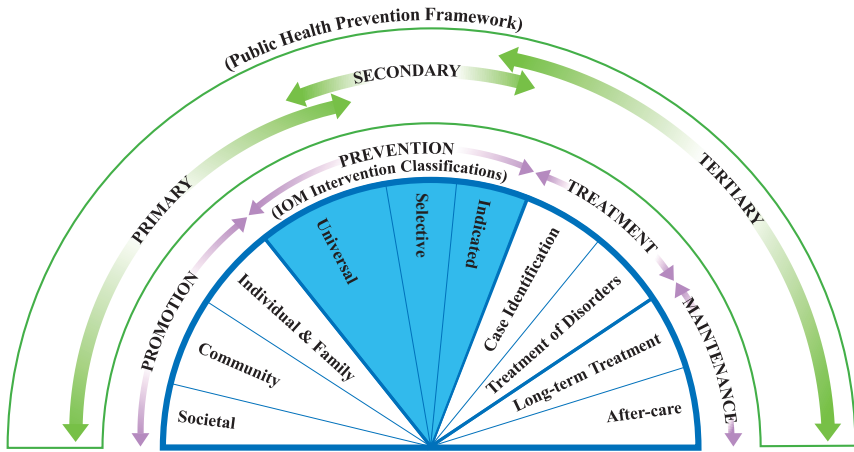 (Public Health Prevention Framework)
SECONDARY
PRIMARY
TERTIARY
PREVENTION
(IOM Intervention Classifications)
PROMOTION
TREATMENT
MAINTENANCE
Societal
Community
Individual & Family
Universal
Selective
Indicated
Case Identification
Treatment of Disorders
Long-term Treatment
After-care